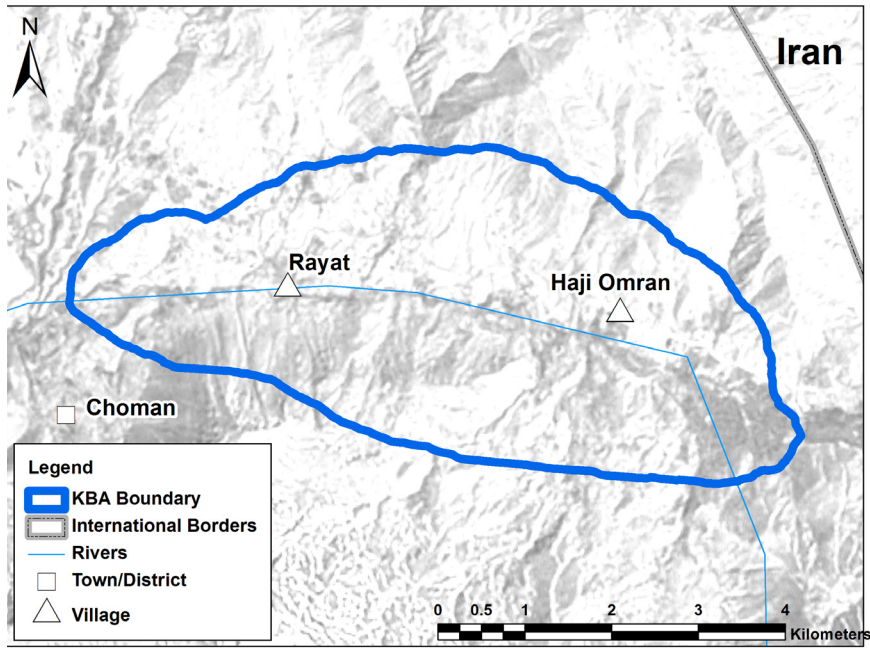 N
Iran
Rayat
Haji Omran
Choman
Legend
KBA Boundary
International Borders
Rivers
Town/District
Village
0 0.5 1 2 3 4
Kilometers